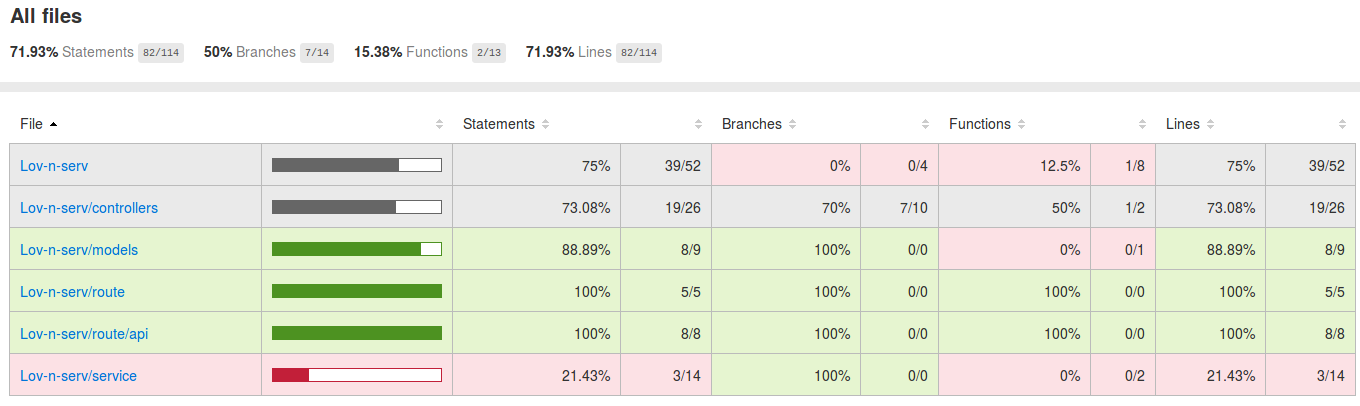 All files
71.93% Statements 82/114 50% Branches 7/14 15.38% Functions 2/13 71.93% Lines 82/114
File Statements Branches Functions Lines
Lov-n-serv 75% 39/52 0% 0/4 12.5% 1/8 75% 39/52
Lov-n-serv/controllers 73.08% 19/26 70% 7/10 50% 1/2 73.08% 19/26
Lov-n-serv/models 88.89% 8/9 100% 0/0 0% 0/1 88.89% 8/9
Lov-n-serv/route 100% 5/5 100% 0/0 100% 0/0 100% 5/5
Lov-n-serv/route/api 100% 8/8 100% 0/0 100% 0/0 100% 8/8
Lov-n-serv/service 21.43% 3/14 100% 0/0 0% 0/2 21.43% 3/14